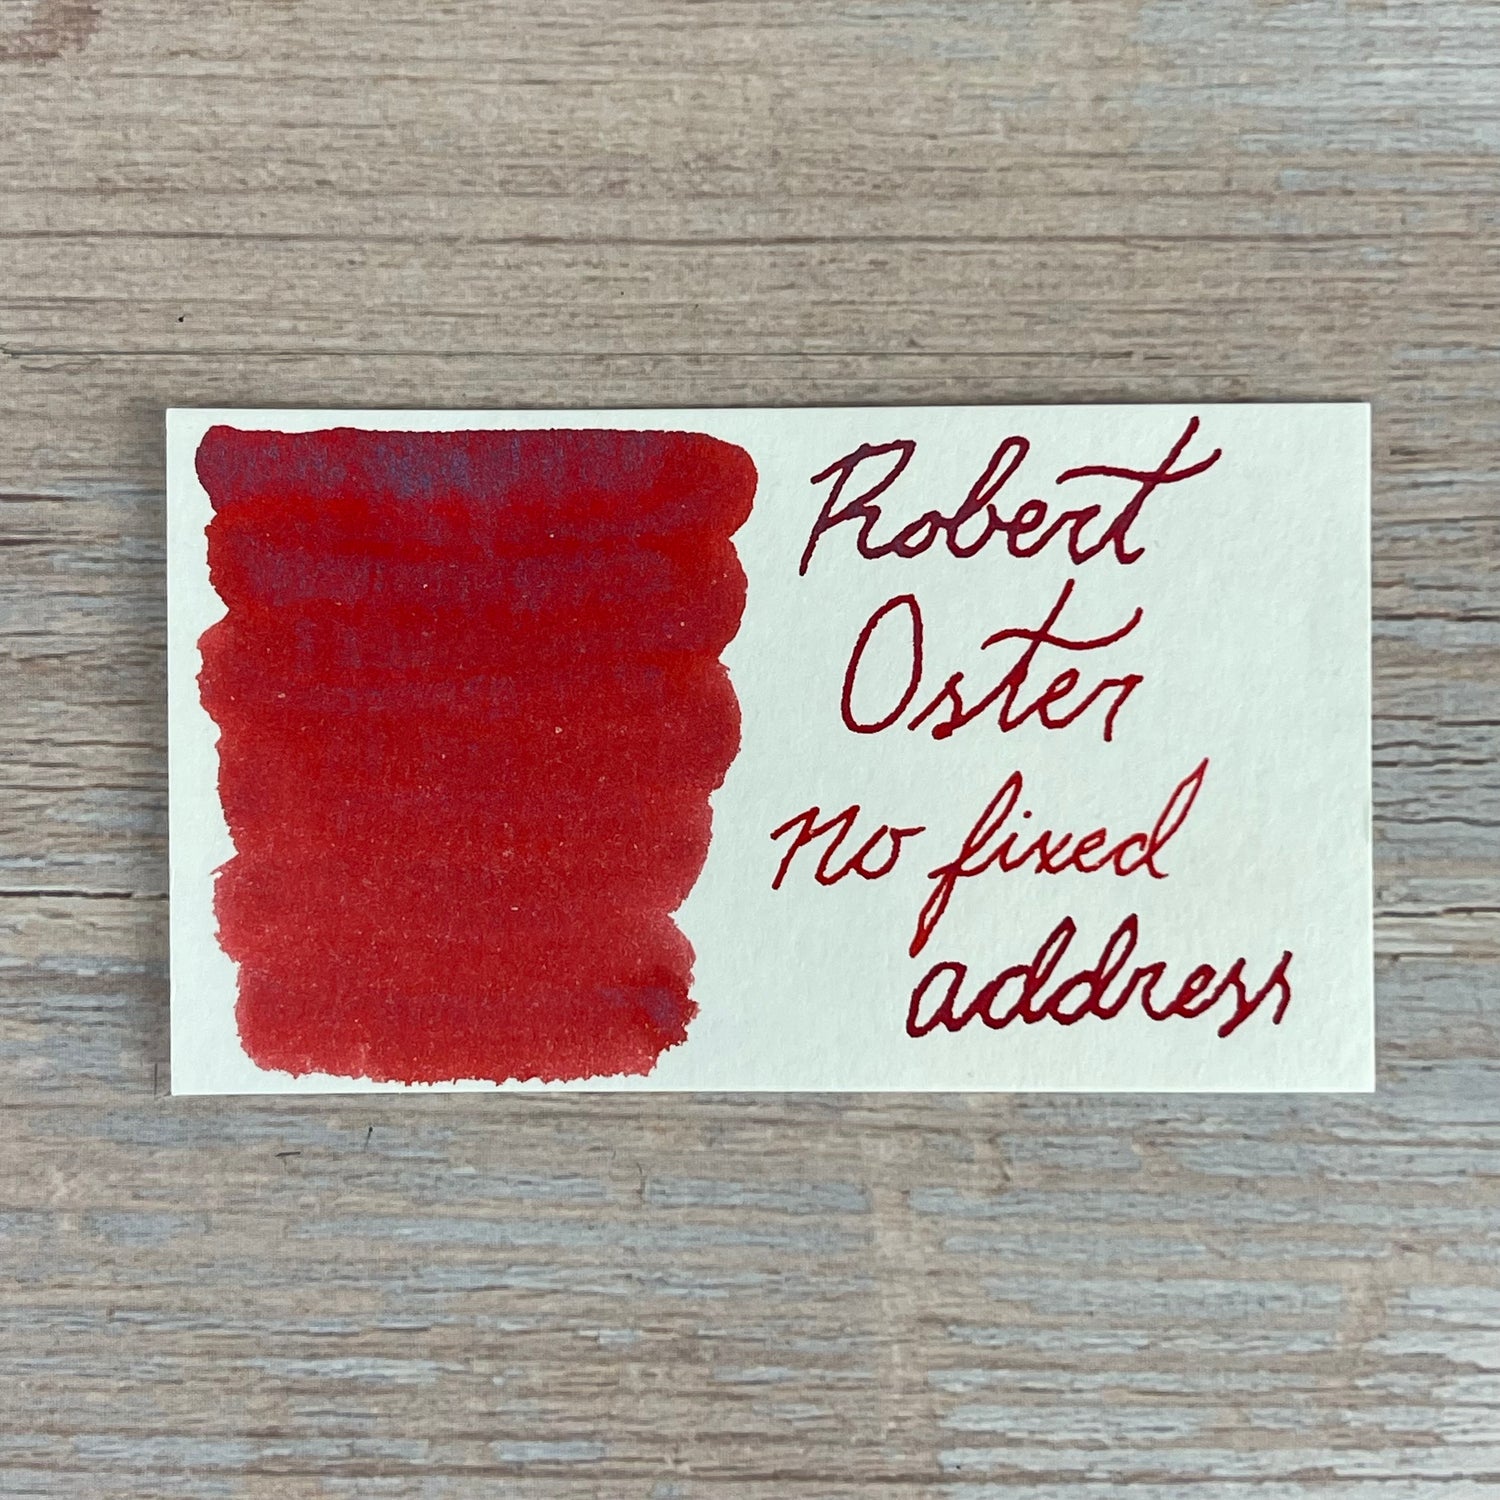 Robert
Oster
no fixed
address